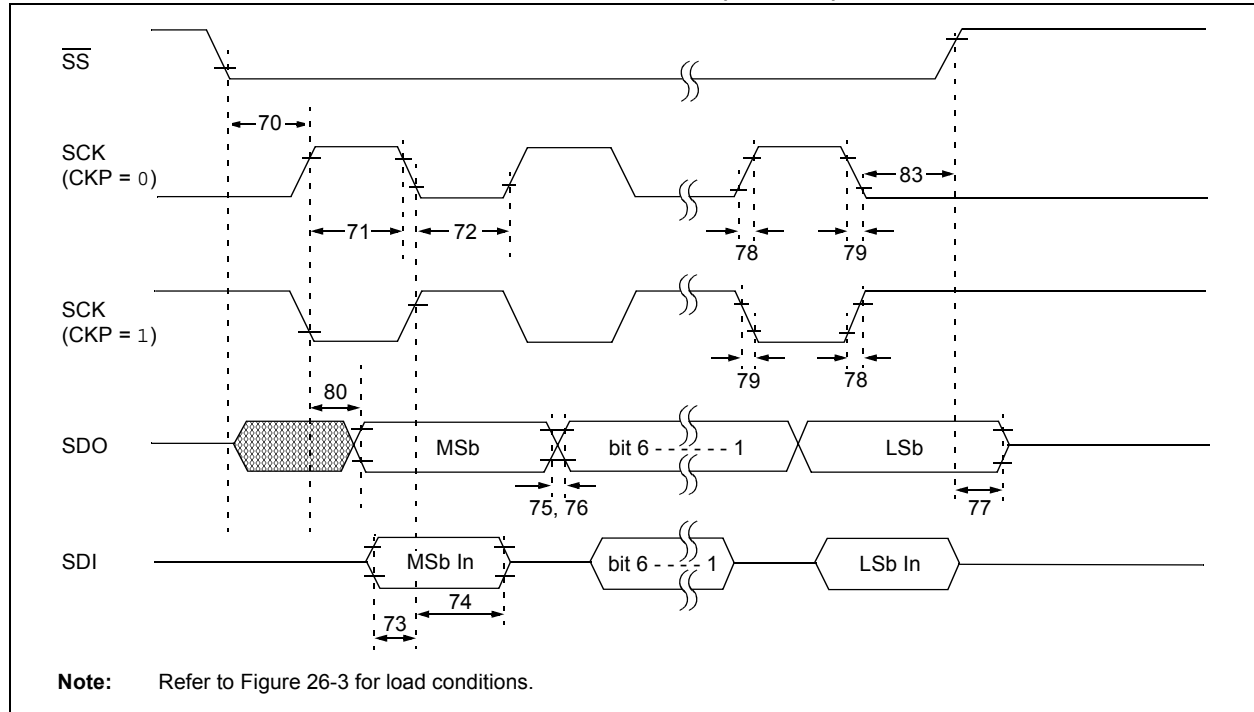 SS
70
SCK
(CKP = 0)
83
71
72
78
79
SCK
(CKP = 1)
79
78
80
SDO
MSb
bit 6 - - - - - - 1
LSb
75, 76
77
SDI
MSb In
bit 6 - - - - 1
LSb In
74
73
Note: Refer to Figure 26-3 for load conditions.